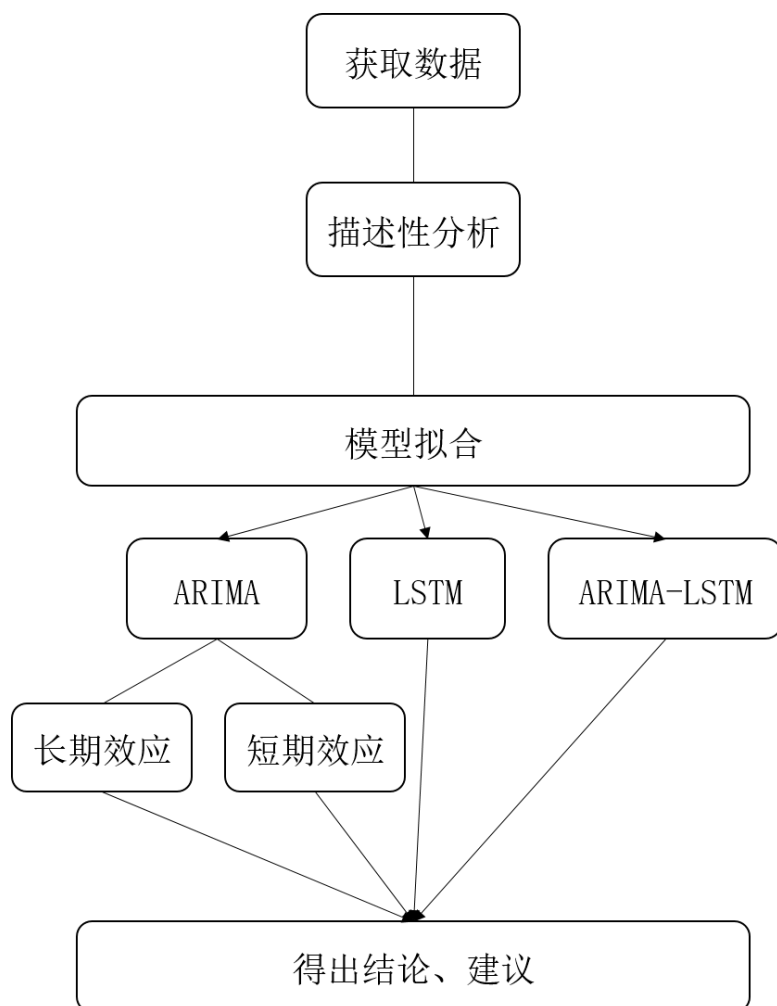 获取数据
描述性分析
模型拟合
ARIMA
LSTM
ARIMA-LSTM
长期效应
短期效应
得出结论、建议